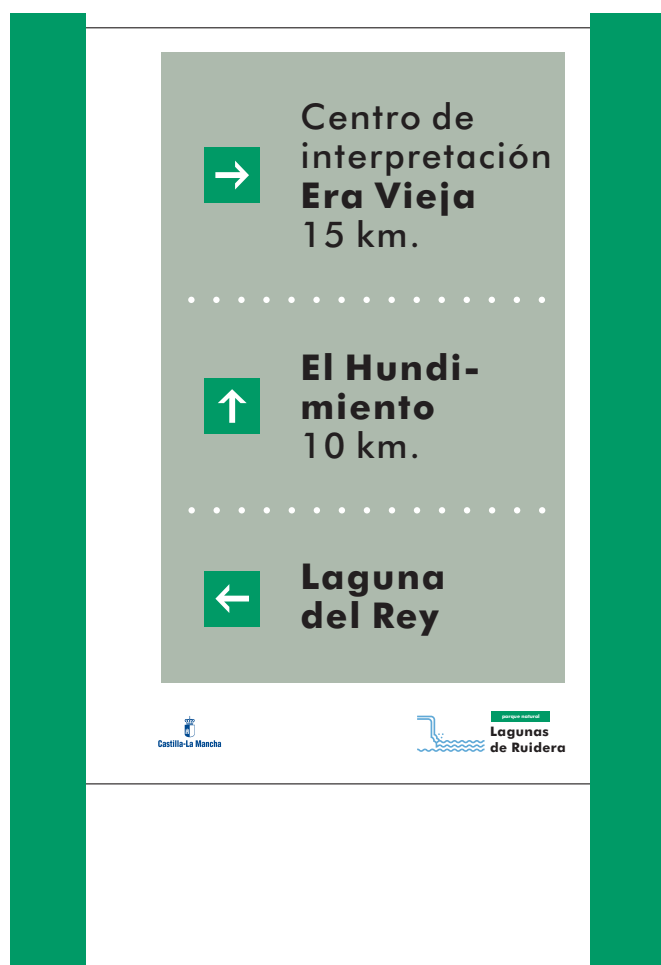 Centro de
interpretación
Era Vieja
15 km.
El Hundi-
miento
10 km.
Laguna
del Rey
Castilla-La Mancha
parque natural
Lagunas
de Ruidera